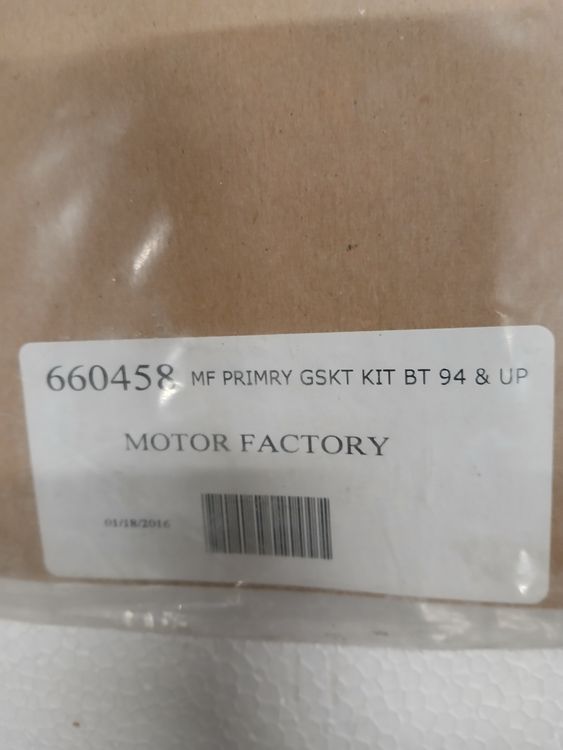 660458 MF PRIMRY GSKT KIT BT 94 & UP
MOTOR FACTORY
01/18/2016